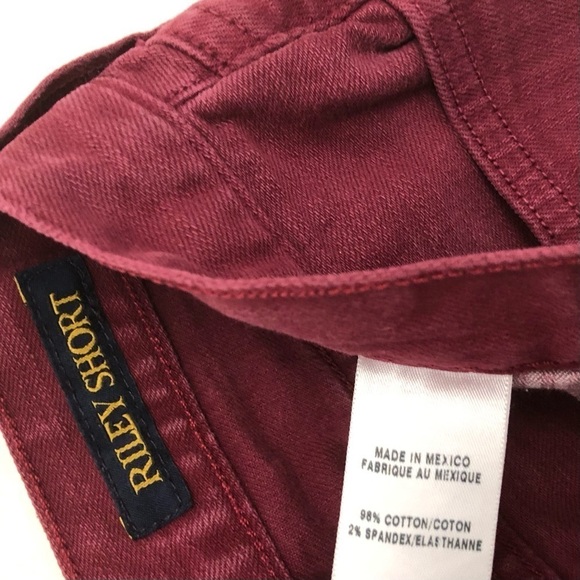 RILEY SHORT
MADE IN MEXICO
FABRIQUE AU MEXIQUE
98% COTTON/COTON
2% SPANDEX/ELASTHANNE